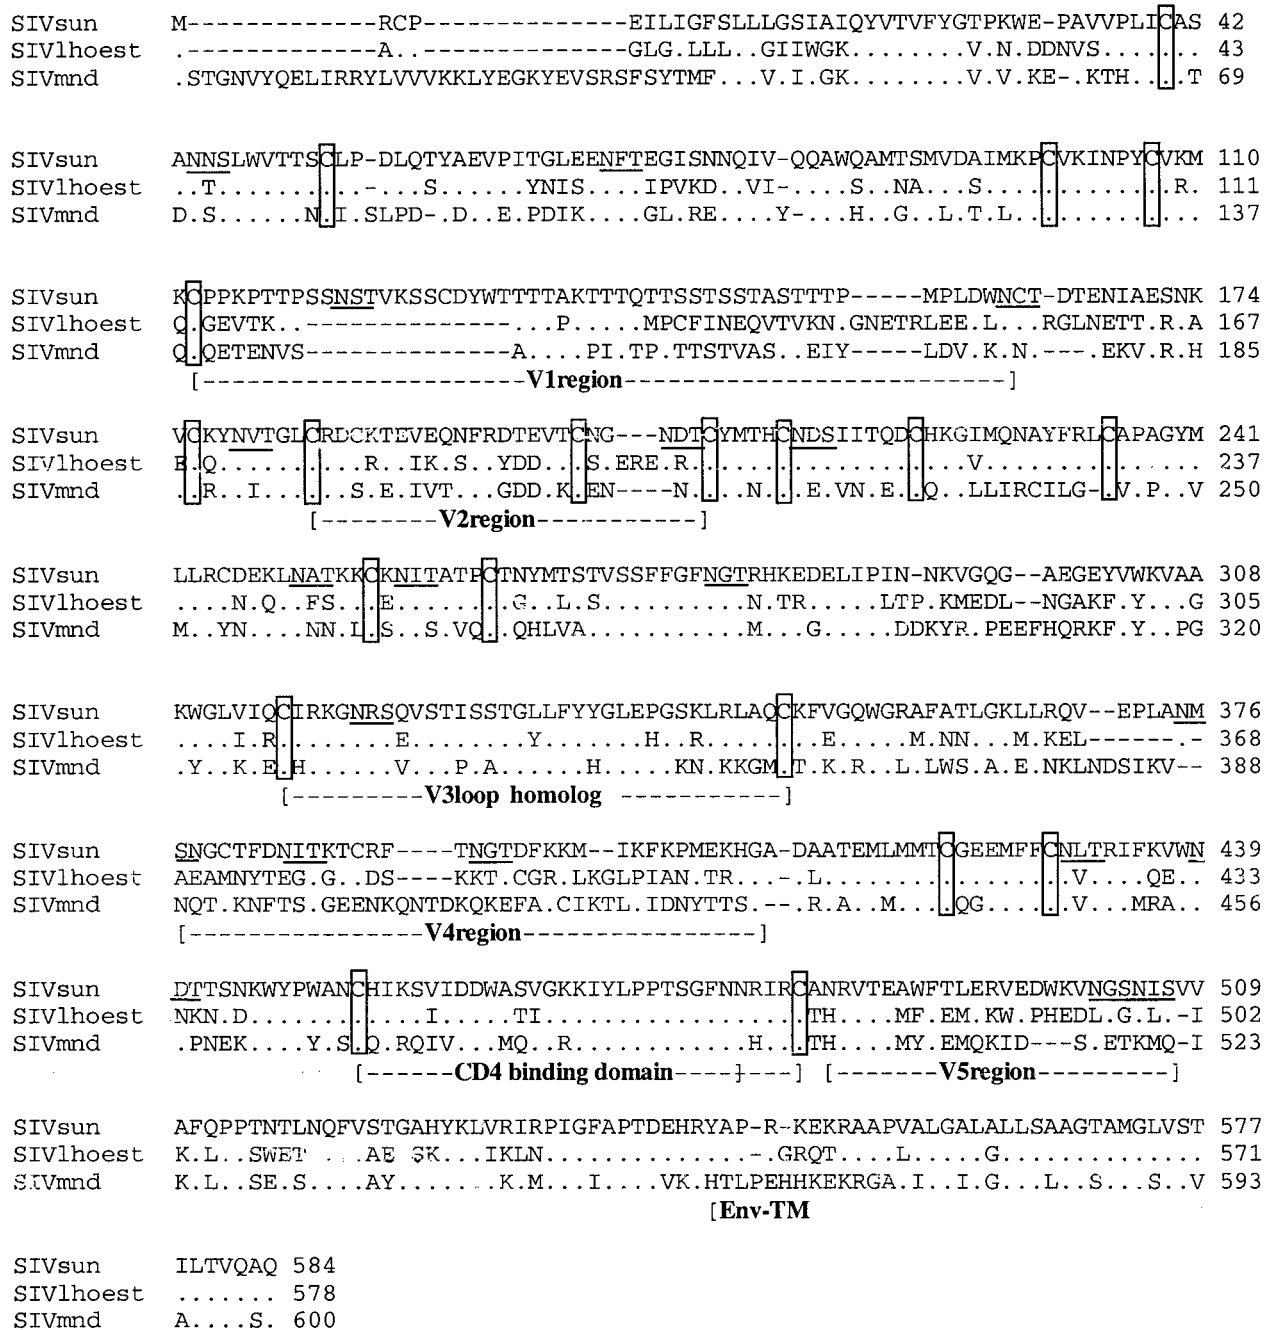 SIVsun M------------RCP---------------EILIGFSLLLGSIAIQYVTVFYGTPKWE-PAVVPLICAS 42
SIVlhoest .------------A..---------------GLG.LLL..GIIWGK.......V.N.DDNVS......... 43
SIVmnd .STGNVYQELIRRYLVVVKKLYEGKYEVSRSFSYTMF...V.I.GK.......V.V.KE-.KTH.....T 69
SIVsun ANNSLWVTTSCLP-DLQTYAEVPITGLEENFTEGISNNQIV-QQAWQAMTSMVDAIMKPCVKINPYCVKM 110
SIVlhoest ..T..........-...S......YNIS....IPVKD..VI-....S..NA...S.............R. 111
SIVmnd D.S......N.I.SLPD-.D..E.PDIK....GL.RE....Y-...H..G...L.T.L............ 137
SIVsun KCPPKPTTPSSNSTVKSSCDYWTTTTAKTTTQTTSSTSSTASTTTP-----MPLDWNCT-DTENIAESNK 174
SIVlhoest Q.GEVTK..------------....P.....MPCFINEQVTVKN.GNETRLEE.L...RGLNETT.R.A 167
SIVmnd Q.QETENVS------------..A....PI.TP.TTSTVAS..EIY-----LDV.K.N.---.EKV.R.H 185
[----------------------V1region--------------------------]
SIVsun VCKYNVTGLCRDCKTEVEQNFRDTEVTCNG---NDTCYMTHCNDSIITQDCHKGIMQNAYFRLCAPAGYM 241
SIVlhoest E.Q..........R..IK.S..YDD..S.ERE.R...................V............... 237
SIVmnd ..R..I......S.E.IVT...GDD.K.EN----N...N..E.VN.E.Q..LLIRCILG-.V.P..V 250
[--------V2region-----------]
SIVsun LLRCDEKLNATKKCKNITATPCTNYMTSTVSSFFGFNGTRHKEDELIPIN-NKVGQG--AEGEYVWKVAA 308
SIVlhoest ....N.Q..FS...E........G..L.S..........N.TR......LTP.KMEDL--NGAKF.Y...G 305
SIVmnd M..YN....NN.L.S..S.VQ..QHLVA...........M...G......DDKYR.PEEFHQRKF.Y..PG 320
SIVsun KWGLVIQCIRKGNRSQVSTISSTGLLFYYGLEPGSKLRLAQCKFVGQWGRAFATLGKLLRQV--EPLANM 376
SIVlhoest ....I.R........E........Y.......H..R........E.....M.NN...M.KEL------.- 368
SIVmnd .Y..K.E.H......V...P.A......H.....KN.KKGM.T.K.R..L.LWS.A.E.NKLNDSIKV-- 388
[---------V3loop homolog -----------]
SIVsun SNGCTFDNITKTCRF----TNGTDFKKM--IKFKPMEKHGA-DAATEMLMMTCGEEMFFCNLTRIFKVWN 439
SIVlhoest AEAMNYTEG.G..DS----KKT.CGR.LKGLPIAN.TR...-..L.................V....QE.. 433
SIVmnd NQT.KNFTS.GEENKQNTDKQKEFA.CIKTL.IDNYTTS.--.R.A..M....QG.......V...MRA.. 456
[----------------V4region----------------]
SIVsun DTTSNKWYPWANCHIKSVIDDWASVGKKIYLPPTSGFNNRIRCANRVTEAWFTLERVEDWKVNGSNISVV 509
SIVlhoest NKN.D............I.....TI..................TH....MF.EM.KW.PHEDL.G.L.-I 502
SIVmnd .PNEK....Y.S.Q.RQIV...MQ..R............H...TH....MY.EMQKID---S.ETKMQ-I 523
[------CD4 binding domain----}---.] [-------V5region---------]
SIVsun AFQPPTNTLNQFVSTGAHYKLVRIRPIGFAPTDEHRYAP-R-KEKRAAPVALGALALLSAAGTAMGLVST 577
SIVlhoest K.L..SWET ...AE GK...IKLN..............-.GRQT....L.....G.............. 571
SIVmnd K.L..SE.S....AY.......K.M...I....VK.HTLPEHHKEKRGA.I..I.G...L..S...S..V 593
[Env-TM
SIVsun ILTVQAQ 584
SIVlhoest ....... 578
SIVmnd A....S. 600